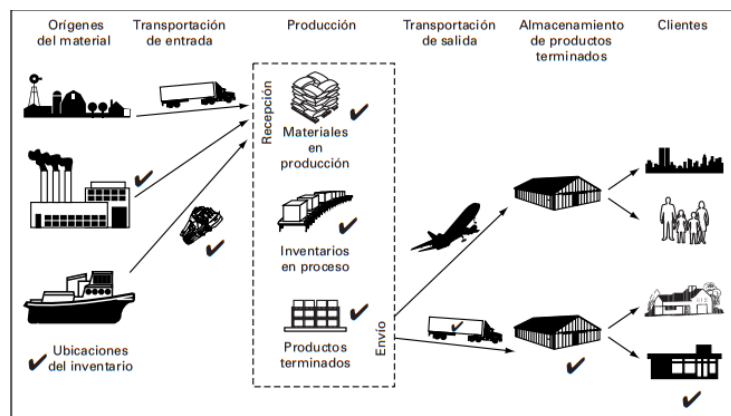 Orígenes
del material
Transportación
de entrada
Producción
Transportación
de salida
Almacenamiento
de productos
terminados
Clientes
Recepción
Materiales
en
producción
Inventarios
en proceso
Productos
terminados
Envío
Ubicaciones
del inventario